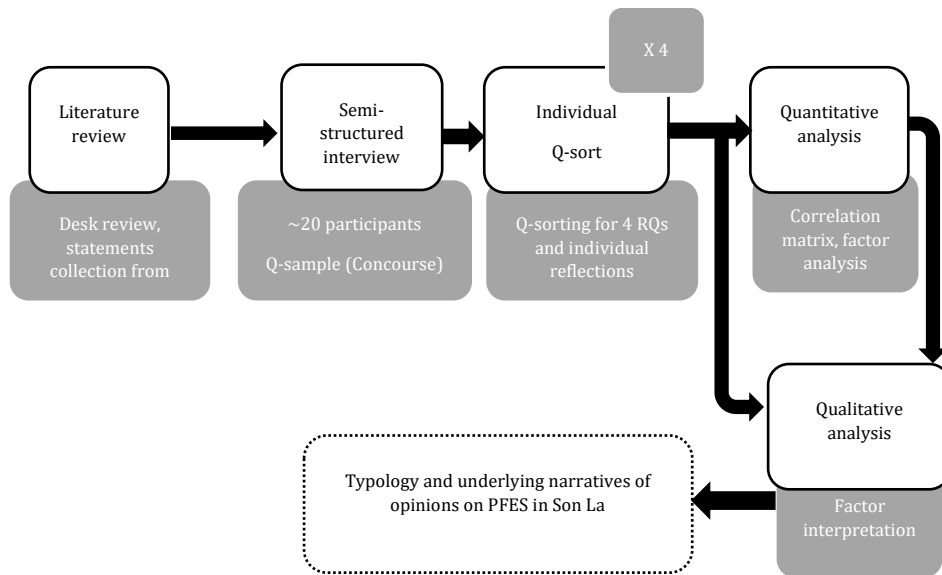 X 4
Literature
review
Semi-
structured
interview
Individual
Q-sort
Quantitative
analysis
Desk review,
statements
collection from
~20 participants
Q-sample (Concourse)
Q-sorting for 4 RQs
and individual
reflections
Correlation
matrix, factor
analysis
Qualitative
analysis
Typology and underlying narratives of
opinions on PFES in Son La
Factor
interpretation